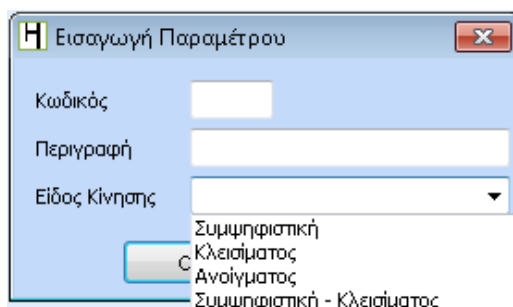 H Εισαγωγή Παραμέτρου
Κωδικός
Περιγραφή
Είδος Κίνησης
Συμψηφιστική
Κλεισίματος
Ανοίγματος
Συμψηφιστική - Κλεισίματος